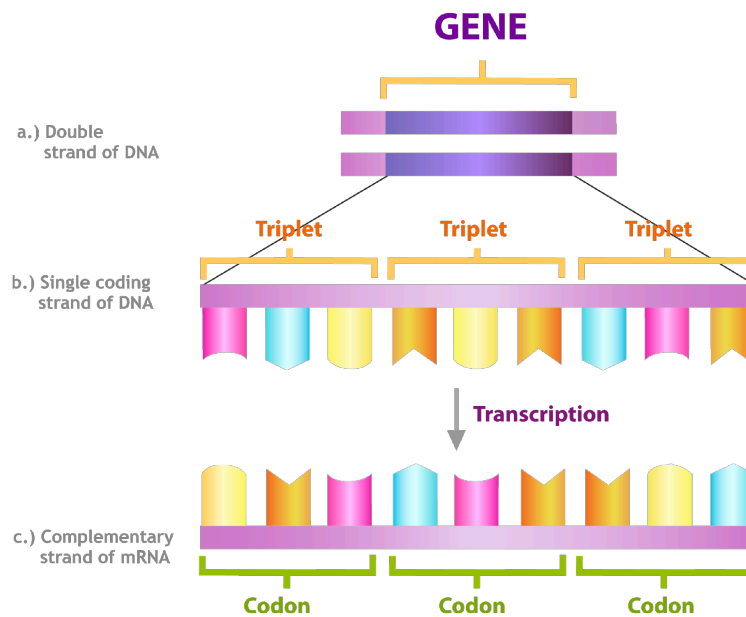 GENE
a.) Double
strand of DNA
Triplet Triplet Triplet
b.) Single coding
strand of DNA
Transcription
c.) Complementary
strand of mRNA
Codon Codon Codon